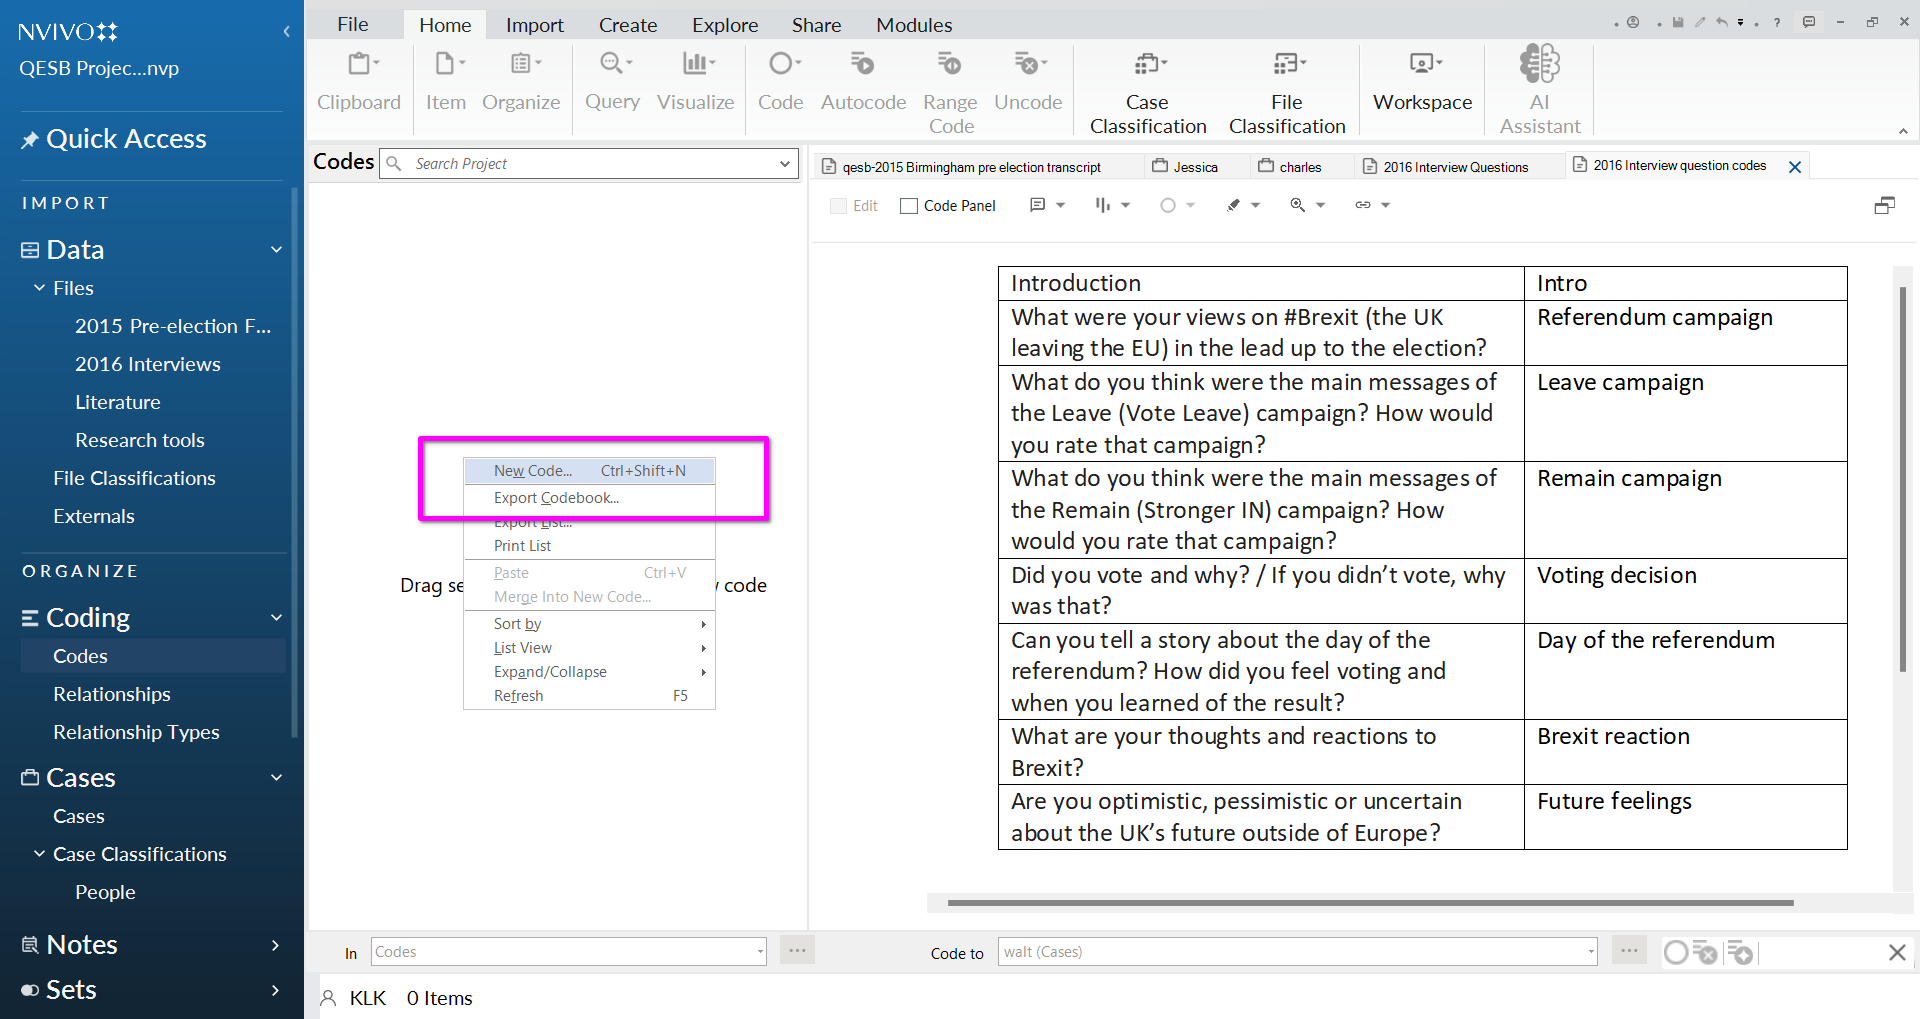 NVIVO
QESB Projec...nvp
Quick Access
IMPORT
Data
Files
2015 Pre-election F...
2016 Interviews
Literature
Research tools
File Classifications
Externals
ORGANIZE
Coding
Codes
Relationships
Relationship Types
Cases
Cases
Case Classifications
People
Notes
Sets
File Home Import Create Explore Share Modules
Clipboard Item Organize Query Visualize Code Autocode Range Code Uncode Case Classification File Classification Workspace AI Assistant
Codes Search Project
New Code... Ctrl+Shift+N
Export Codebook...
Export List...
Print List
Paste Ctrl+V
Merge Into New Code...
Sort by
List View
Expand/Collapse
Refresh F5
Drag se code
qesb-2015 Birmingham pre election transcript Jessica charles 2016 Interview Questions 2016 Interview question codes
Edit Code Panel
Introduction Intro
What were your views on #Brexit (the UK Referendum campaign
leaving the EU) in the lead up to the election?
What do you think were the main messages of Leave campaign
the Leave (Vote Leave) campaign? How would
you rate that campaign?
What do you think were the main messages of Remain campaign
the Remain (Stronger IN) campaign? How
would you rate that campaign?
Did you vote and why? / If you didn’t vote, why Voting decision
was that?
Can you tell a story about the day of the Day of the referendum
referendum? How did you feel voting and
when you learned of the result?
What are your thoughts and reactions to Brexit reaction
Brexit?
Are you optimistic, pessimistic or uncertain Future feelings
about the UK’s future outside of Europe?
In Codes ... Code to walt (Cases) ...
KLK 0 Items